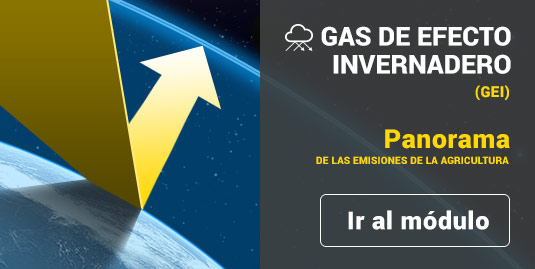 GAS DE EFECTO
INVERNADERO
(GEI)
Panorama
DE LAS EMISIONES DE LA AGRICULTURA
Ir al módulo